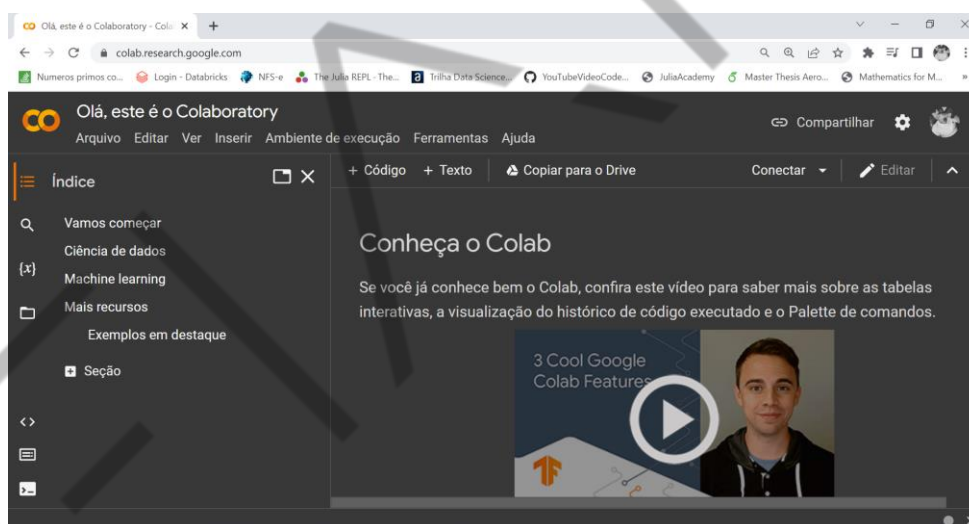 Olá, este é o Colaboratory - Cola
colab.research.google.com
Numeros primos co... Login - Databricks NFS-e The Julia REPL - The... Trilha Data Science... YouTubeVideoCode... JuliaAcademy Master Thesis Aero... Mathematics for M... »
CO Olá, este é o Colaboratory
Compartilhar
Arquivo Editar Ver Inserir Ambiente de execução Ferramentas Ajuda
Índice
+ Código + Texto Copiar para o Drive Conectar Editar
Vamos começar
Ciência de dados
{x}
Machine learning
Mais recursos
Exemplos em destaque
Seção
<>
Conheça o Colab
Se você já conhece bem o Colab, confira este vídeo para saber mais sobre as tabelas
interativas, a visualização do histórico de código executado e o Palette de comandos.
3 Cool Google
Colab Features